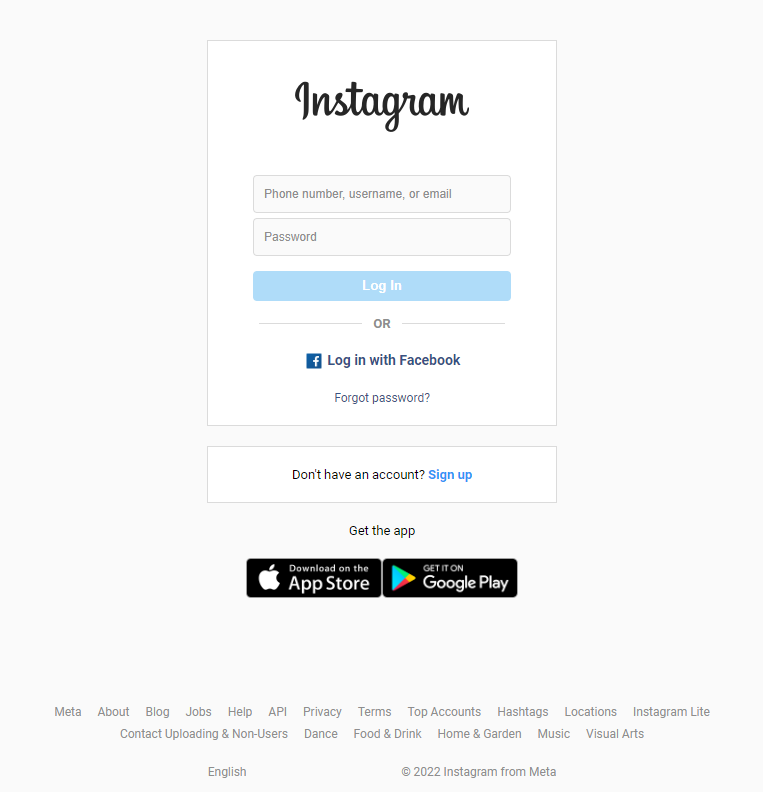 Instagram
Phone number, username, or email
Password
Log In
OR
Log in with Facebook
Forgot password?
Don't have an account? Sign up
Get the app
Download on the
App Store
GET IT ON
Google Play
Meta About Blog Jobs Help API Privacy Terms Top Accounts Hashtags Locations Instagram Lite
Contact Uploading & Non-Users Dance Food & Drink Home & Garden Music Visual Arts
English © 2022 Instagram from Meta